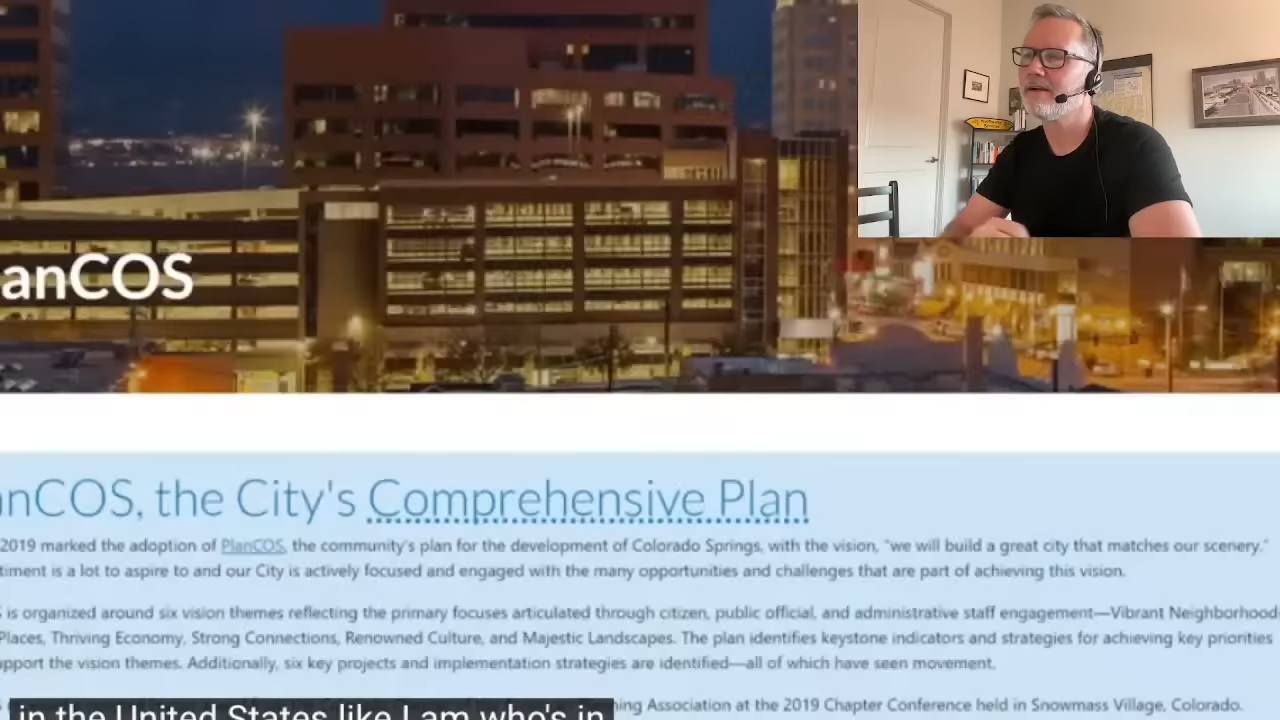 anCOS
anCOS, the City's Comprehensive Plan
2019 marked the adoption of PlanCOS, the community's plan for the development of Colorado Springs, with the vision, "we will build a great city that matches our scenery."
timent is a lot to aspire to and our City is actively focused and engaged with the many opportunities and challenges that are part of achieving this vision.
S is organized around six vision themes reflecting the primary focuses articulated through citizen, public official, and administrative staff engagement—Vibrant Neighborhood
Places, Thriving Economy, Strong Connections, Renowned Culture, and Majestic Landscapes. The plan identifies keystone indicators and strategies for achieving key priorities
upport the vision themes. Additionally, six key projects and implementation strategies are identified—all of which have seen movement.
ning Association at the 2019 Chapter Conference held in Snowmass Village, Colorado.
in the United States like I am who's in